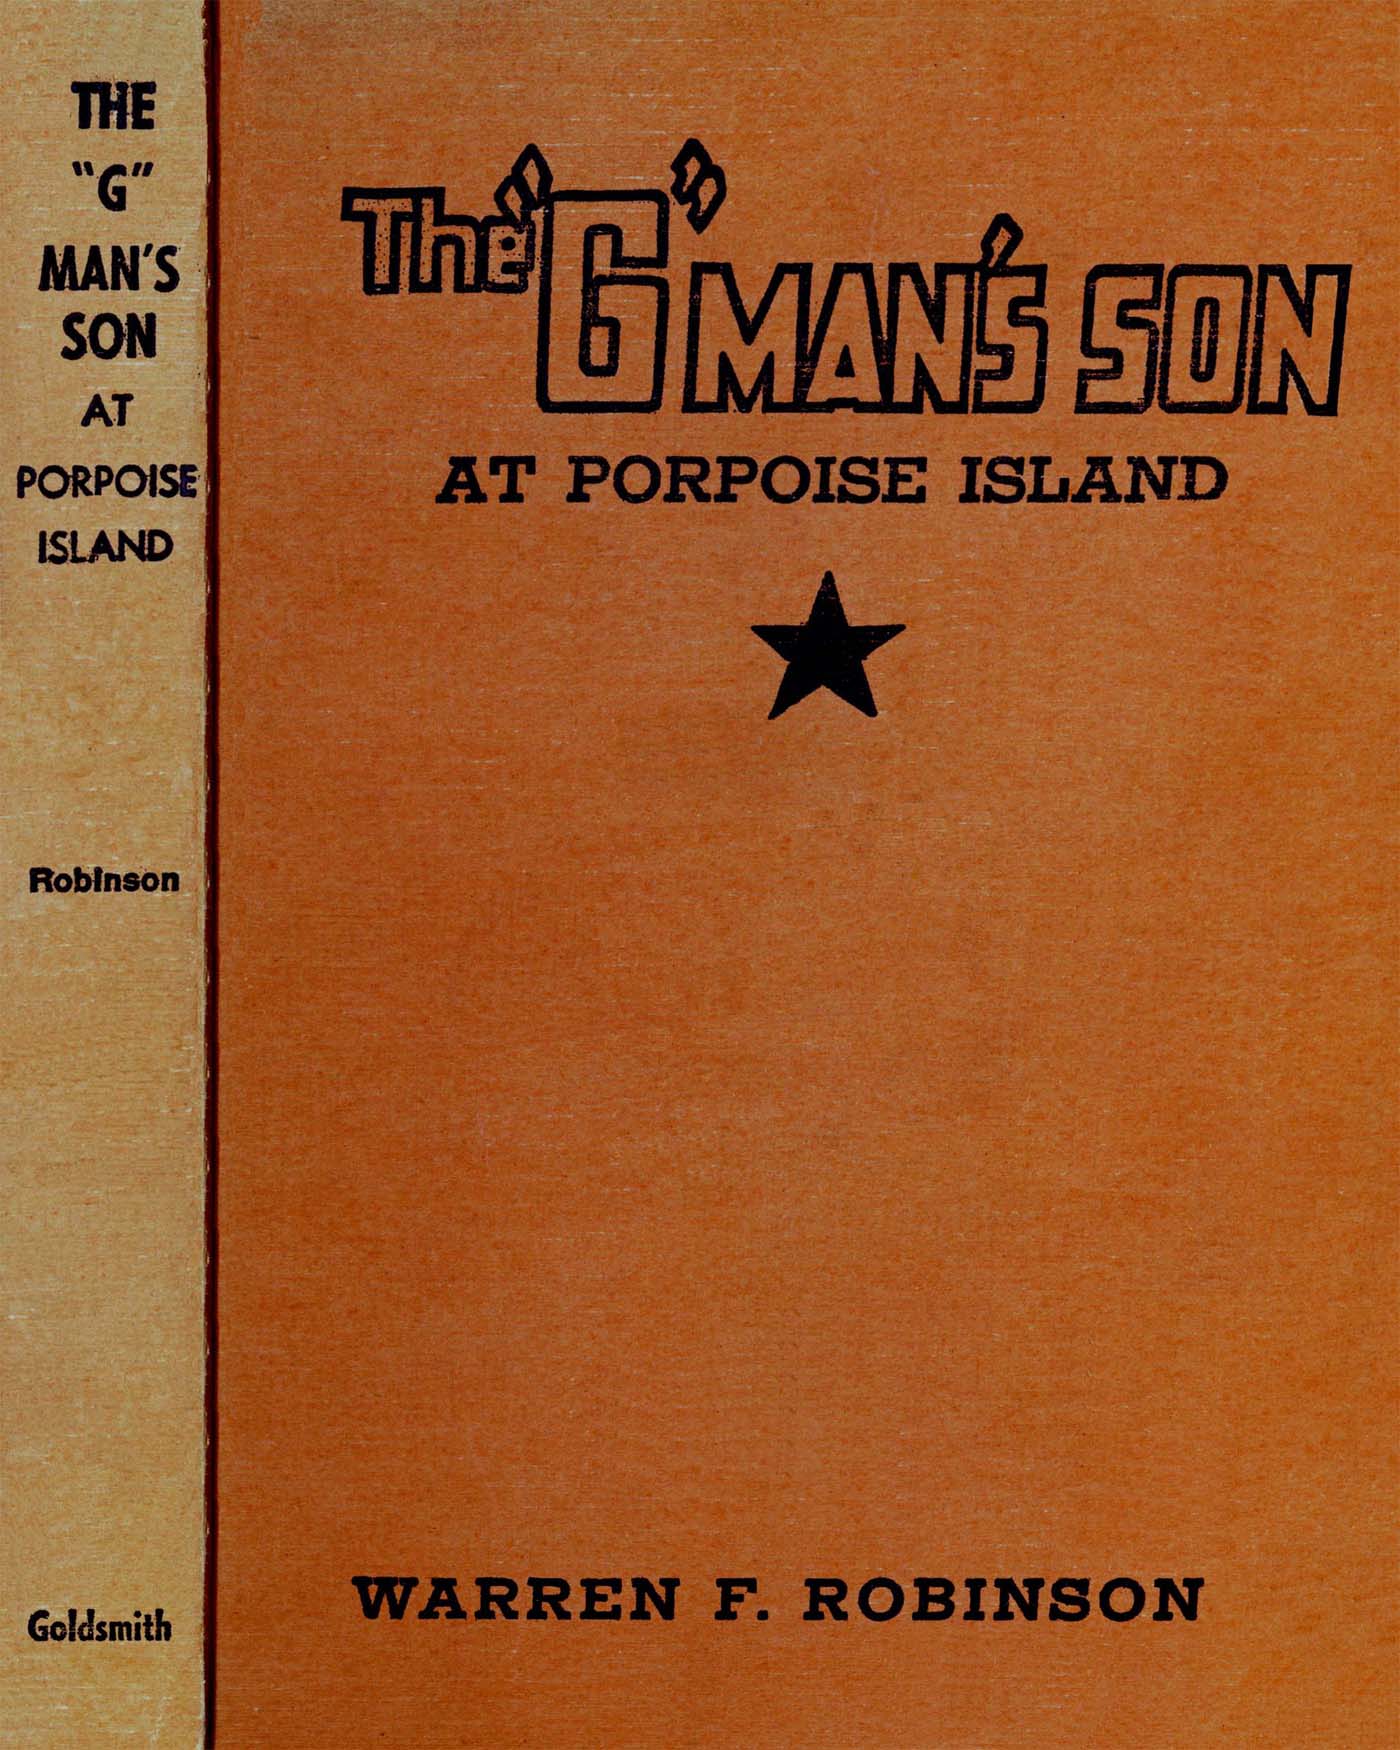 THE
"G"
MAN'S
SON
AT
PORPOISE
ISLAND
Robinson
Goldsmith
The "G" MAN'S SON
AT PORPOISE ISLAND
WARREN F. ROBINSON